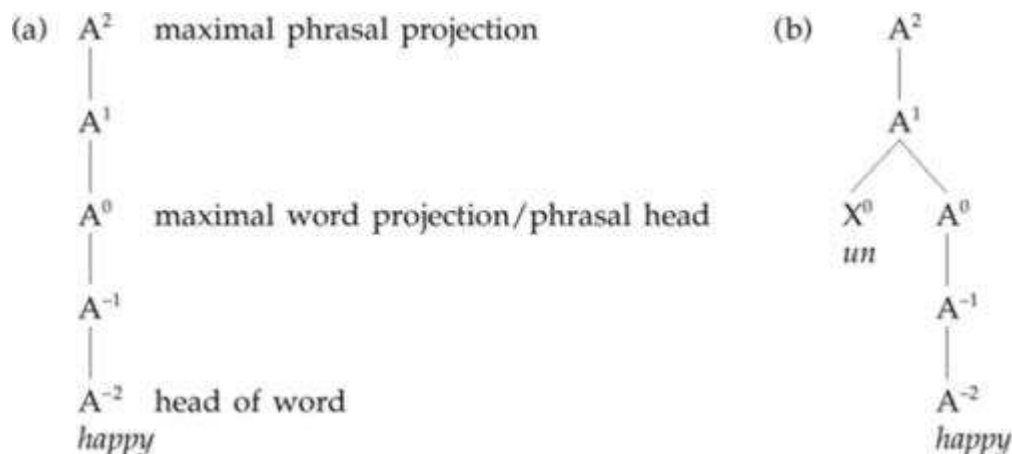 (a) A² maximal phrasal projection (b) A²
A¹ A¹
A⁰ maximal word projection/phrasal head X⁰ A⁰
un
A⁻¹ A⁻¹
A⁻² head of word A⁻²
happy happy